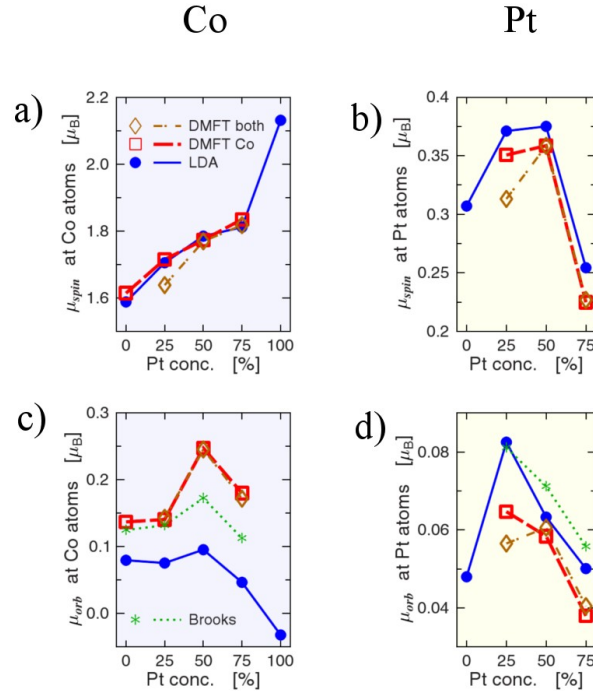 Co
Pt
a)
2.2
2.0
1.8
1.6
μspin at Co atoms [μB]
DMFT both
DMFT Co
LDA
0 25 50 75 100
Pt conc. [%]
b)
0.4
0.35
0.3
0.25
0.2
μspin at Pt atoms [μB]
0 25 50 75
Pt conc. [%]
c)
0.3
0.2
0.1
0.0
μorb at Co atoms [μB]
Brooks
0 25 50 75 100
Pt conc. [%]
d)
0.08
0.06
0.04
μorb at Pt atoms [μB]
0 25 50 75
Pt conc. [%]